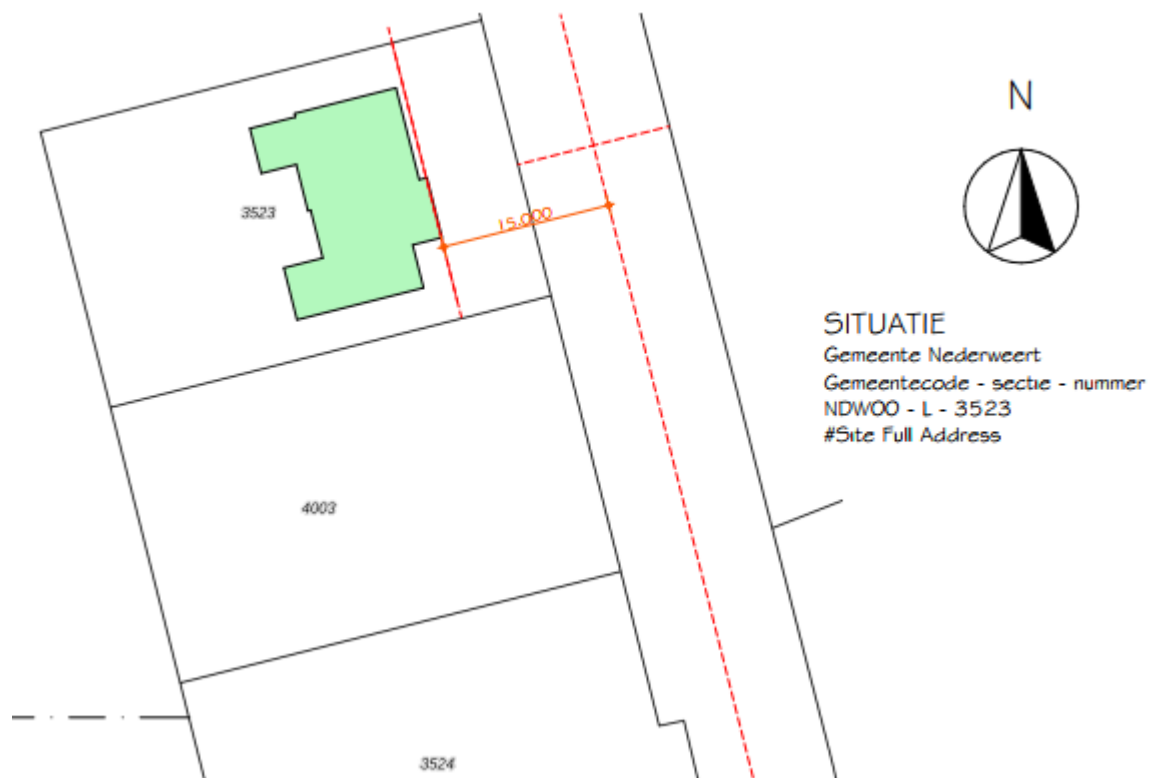 N
3523
15.000
SITUATIE
Gemeente Nederweert
Gemeentecode - sectie - nummer
NDW00 - L - 3523
#Site Full Address
4003
3524